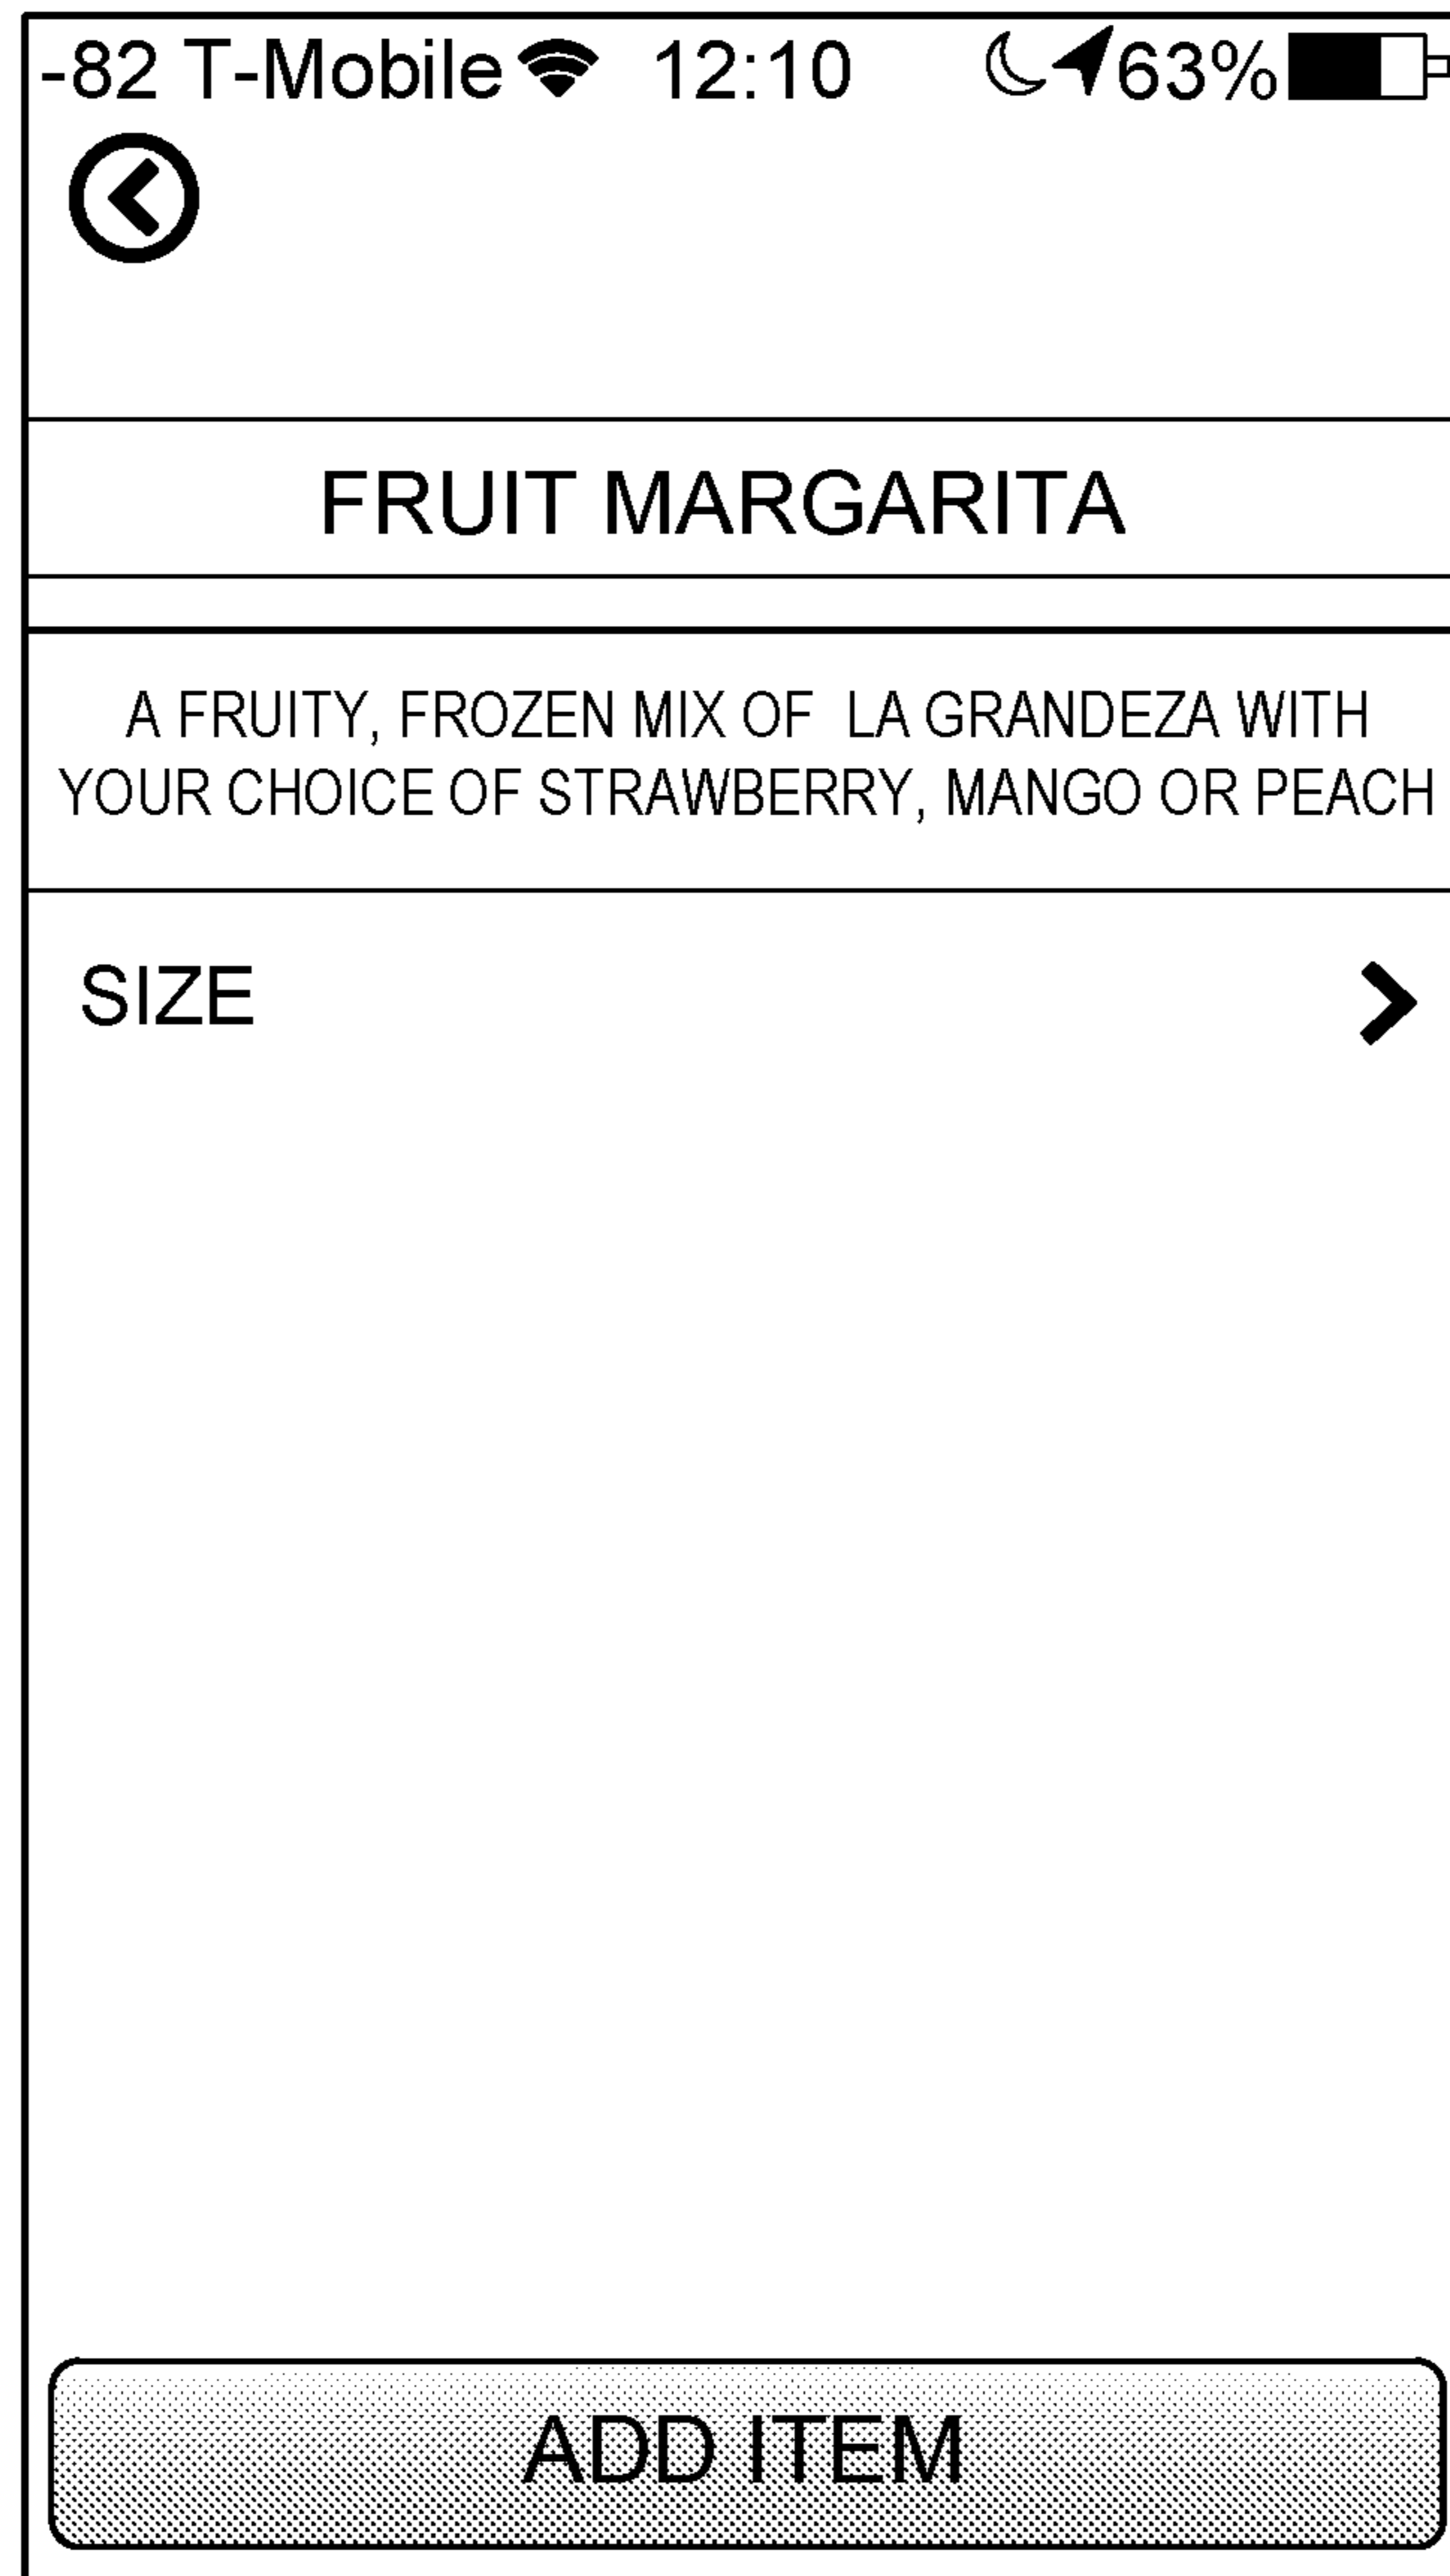 -82 T-Mobile 12:10 63%
FRUIT MARGARITA
A FRUITY, FROZEN MIX OF LA GRANDEZA WITH
YOUR CHOICE OF STRAWBERRY, MANGO OR PEACH
SIZE
ADD ITEM